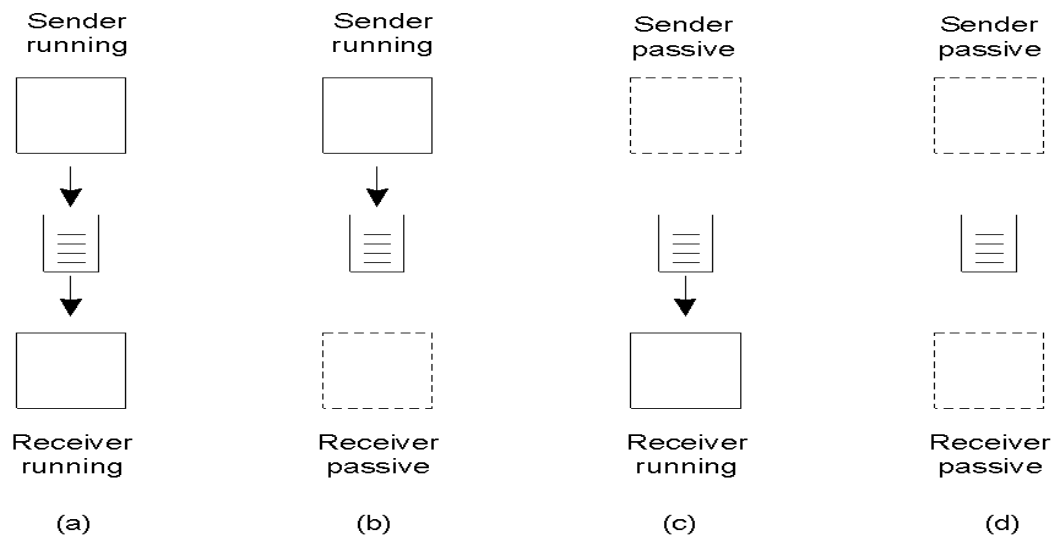 Sender
running
Sender
running
Sender
passive
Sender
passive
Receiver
running
Receiver
passive
Receiver
running
Receiver
passive
(a)
(b)
(c)
(d)